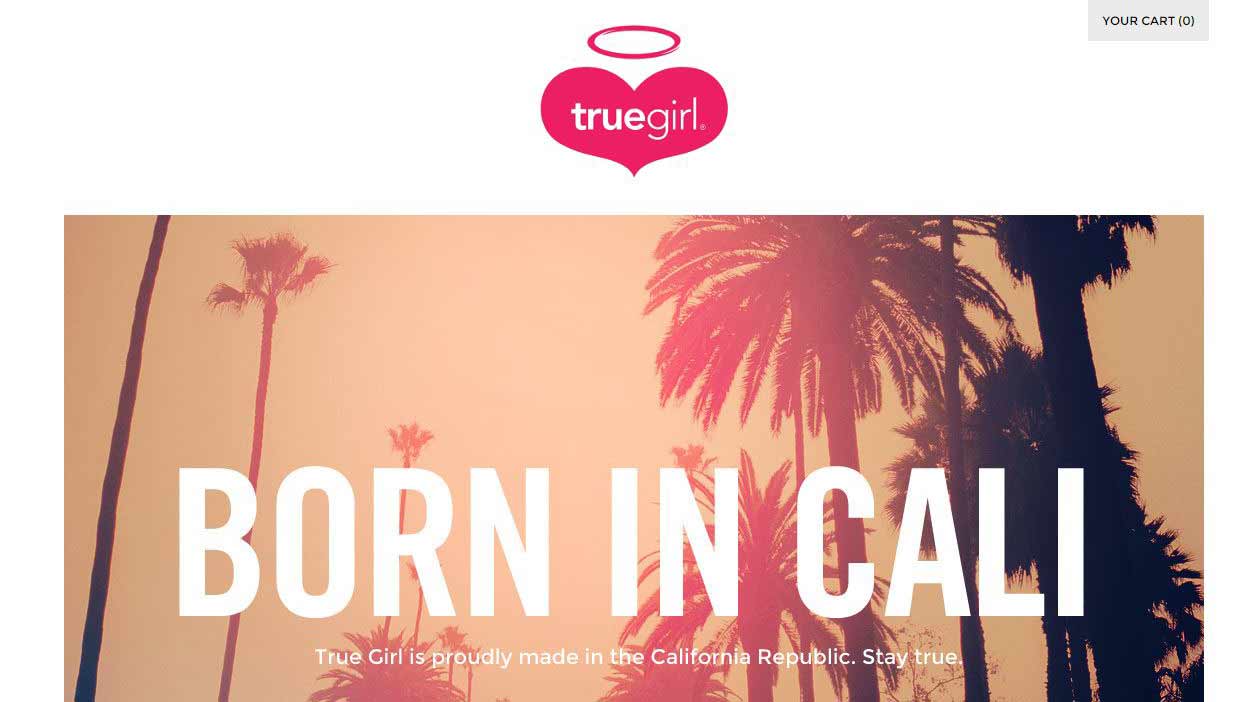 YOUR CART (0)
truegirl®
BORN IN CALI
True Girl is proudly made in the California Republic. Stay true.